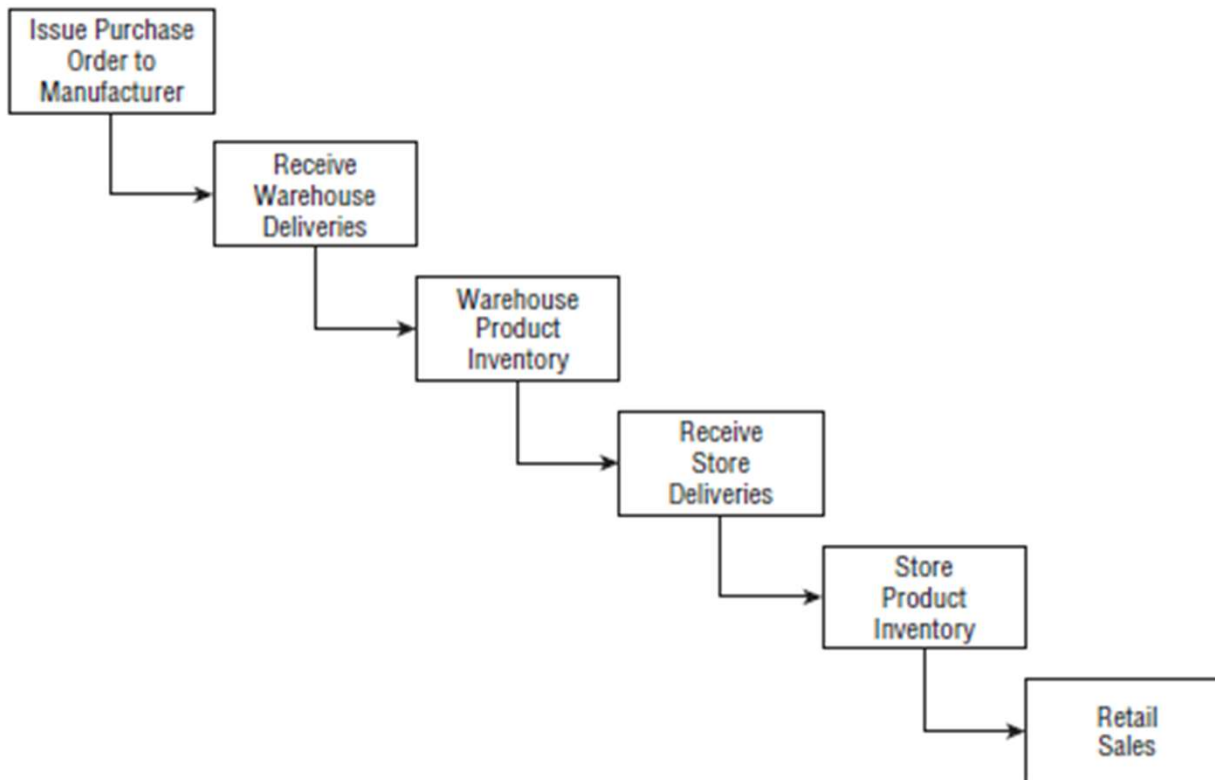 Issue Purchase
Order to
Manufacturer
Receive
Warehouse
Deliveries
Warehouse
Product
Inventory
Receive
Store
Deliveries
Store
Product
Inventory
Retail
Sales